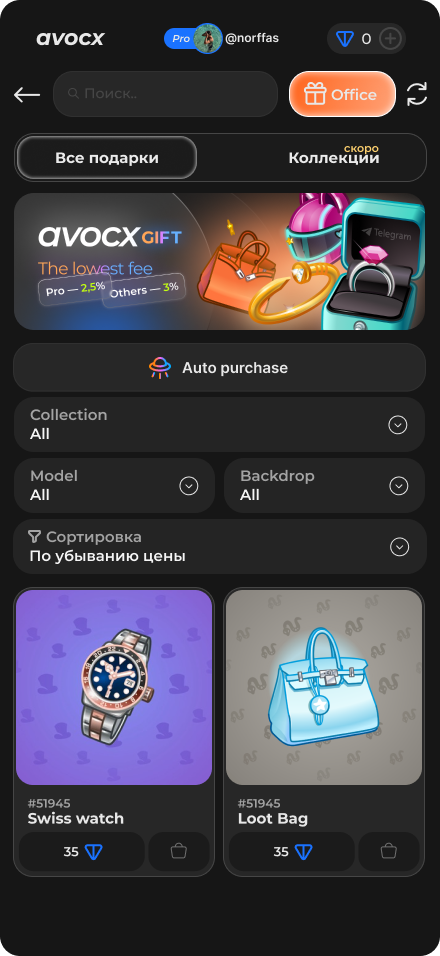 avocx
Pro @norffas
0
Поиск..
Office
Все подарки
скоро
Коллекции
avocx GIFT
The lowest fee
Pro — 2,5%
Others — 3%
Telegram
Auto purchase
Collection
All
Model
All
Backdrop
All
Сортировка
По убыванию цены
#51945
Swiss watch
35
#51945
Loot Bag
35